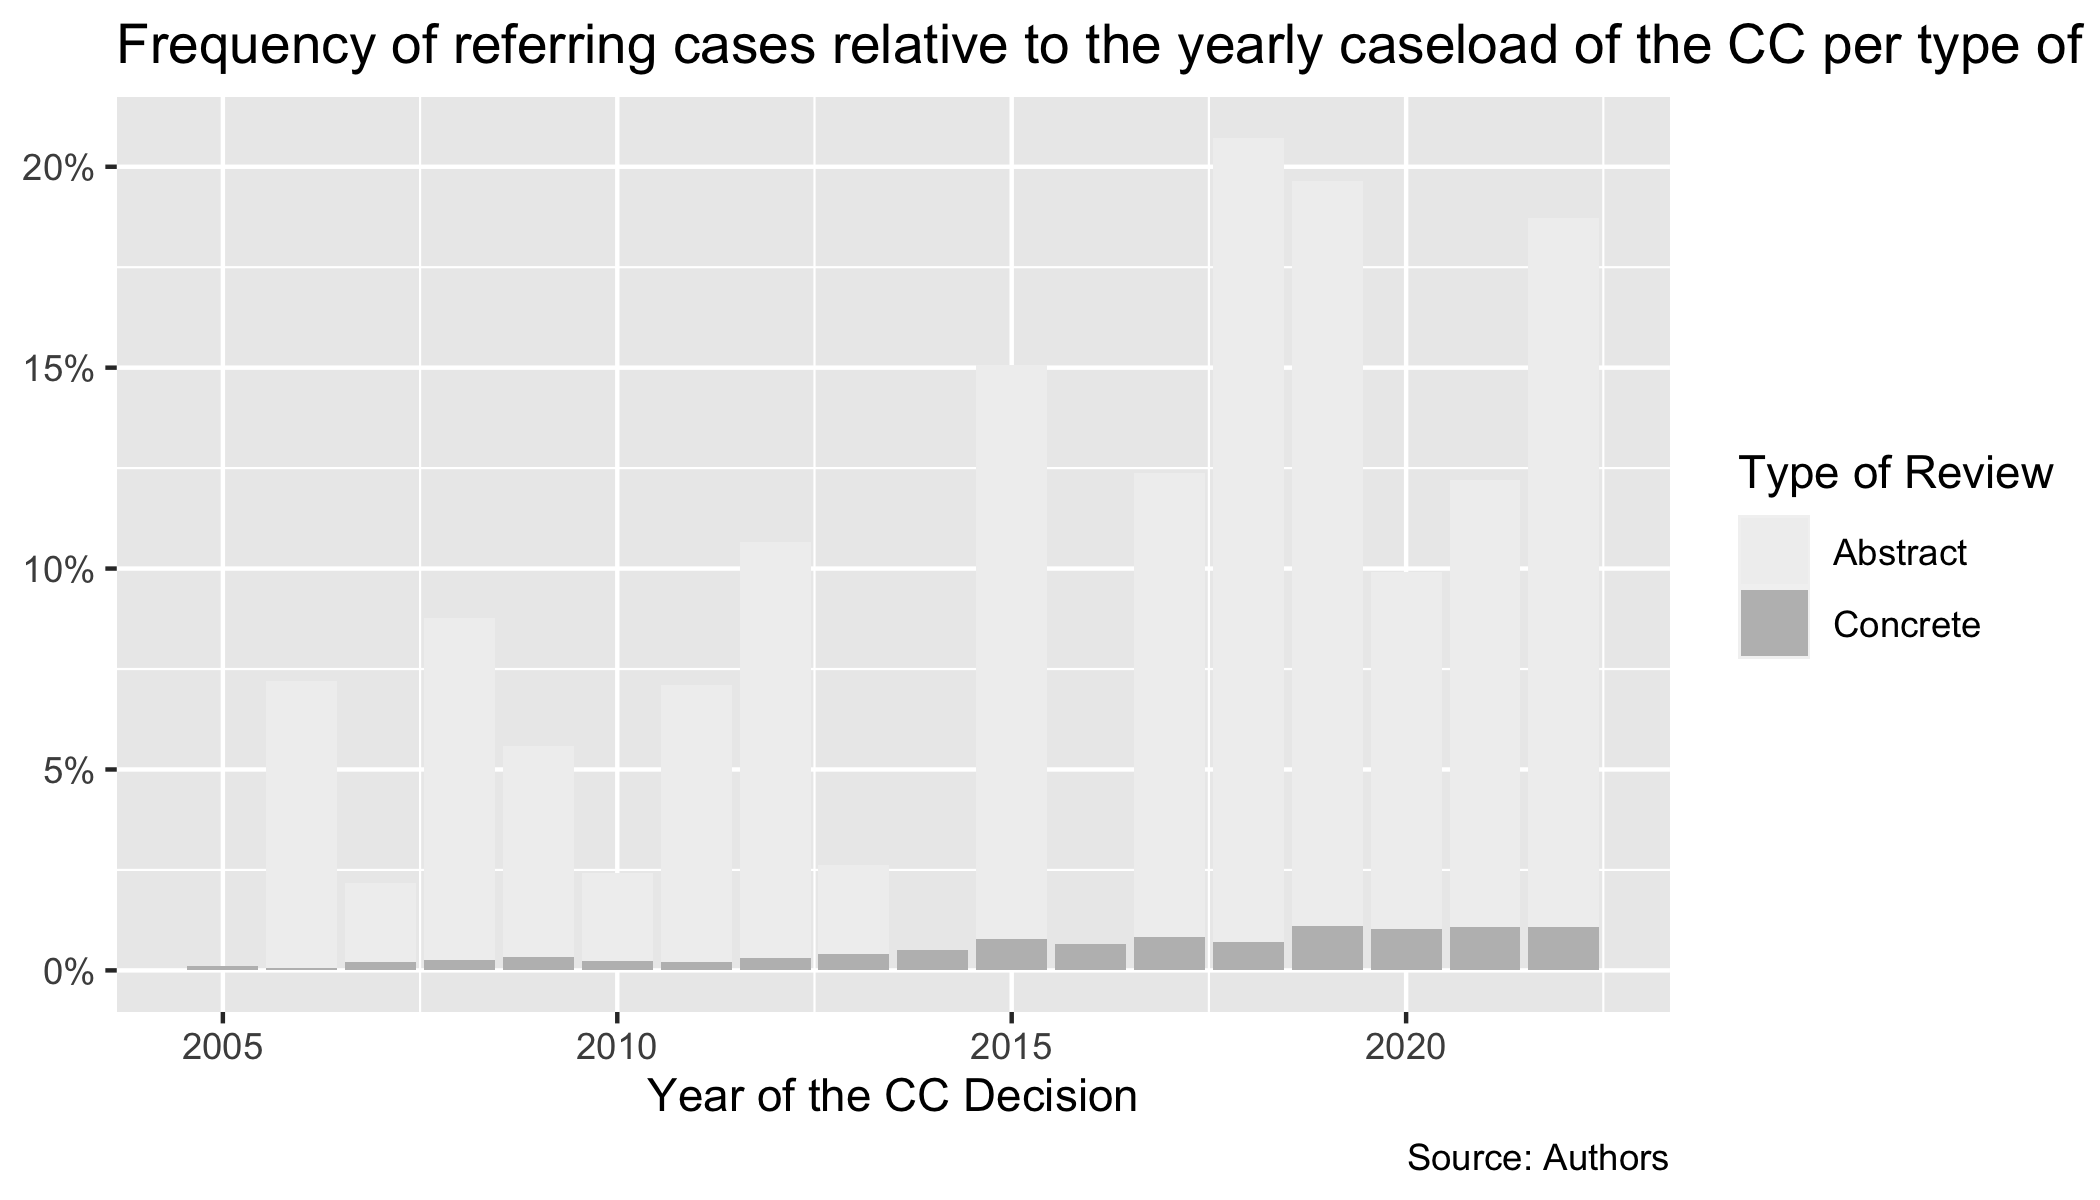 Frequency of referring cases relative to the yearly caseload of the CC per type of
20%
15%
10%
5%
0%
2005 2010 2015 2020
Year of the CC Decision
Type of Review
Abstract
Concrete
Source: Authors